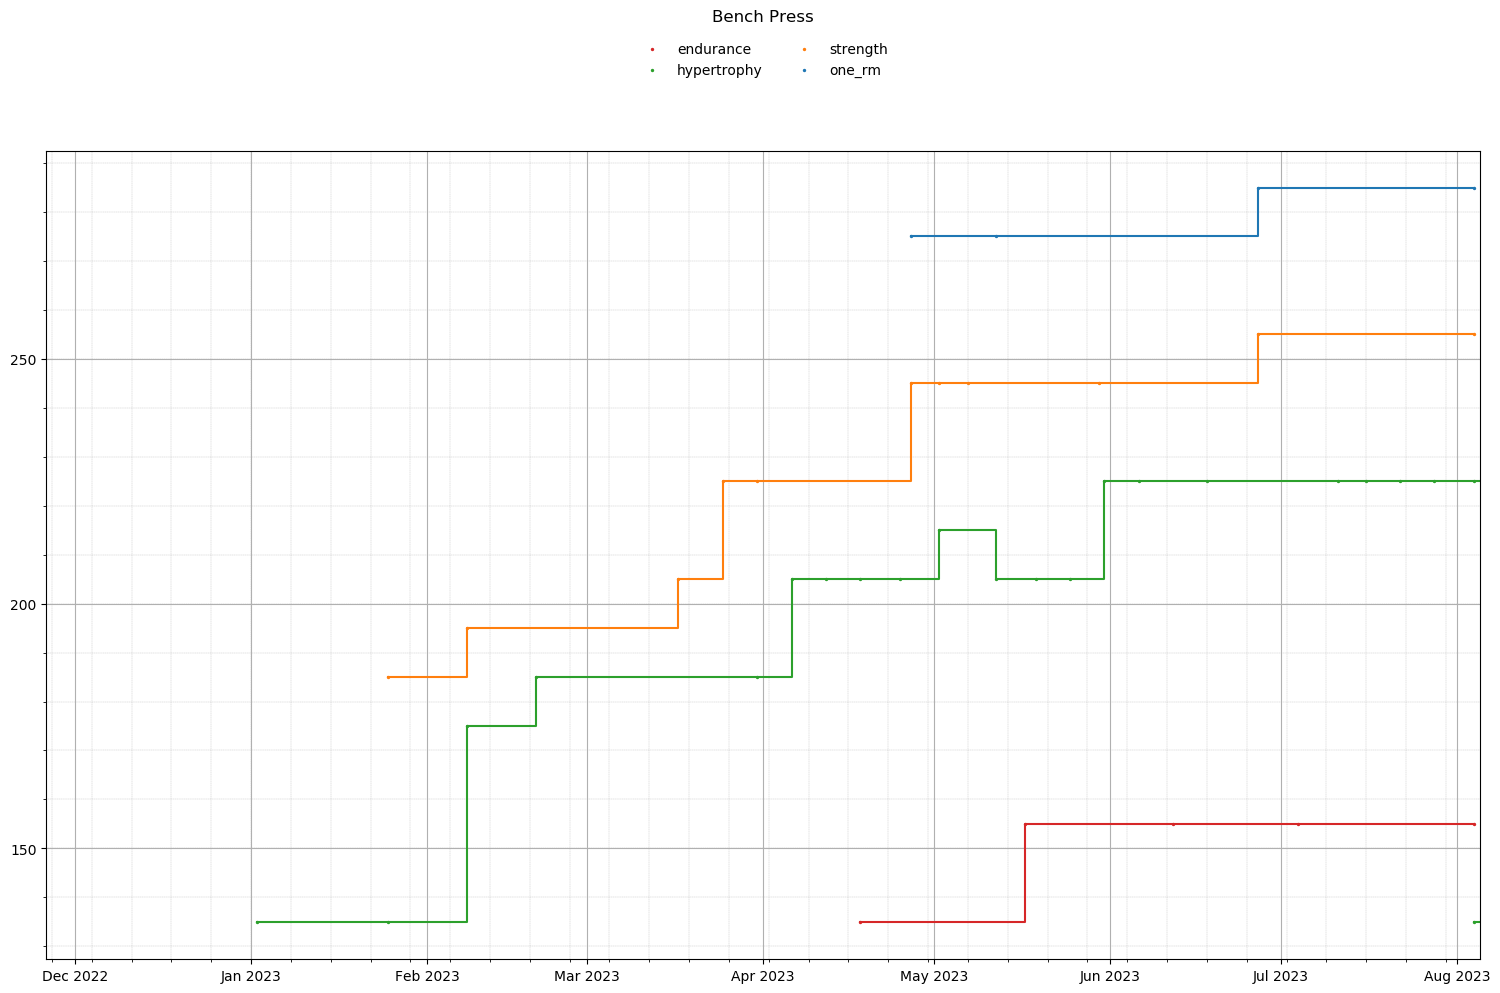 Bench Press
endurance strength
hypertrophy one_rm
250
200
150
Dec 2022 Jan 2023 Feb 2023 Mar 2023 Apr 2023 May 2023 Jun 2023 Jul 2023 Aug 2023